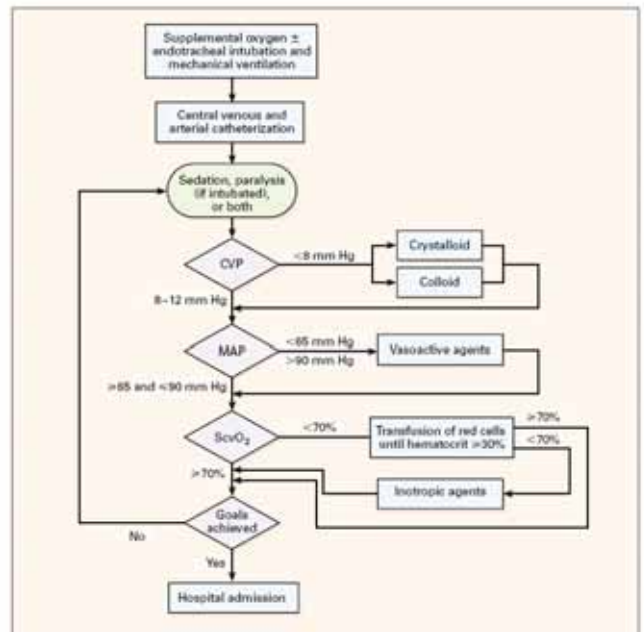 Supplemental oxygen ±
endotracheal intubation and
mechanical ventilation
Central venous and
arterial catheterization
Sedation, paralysis
(if intubated),
or both
CVP
<8 mm Hg
Crystalloid
Colloid
8–12 mm Hg
MAP
<65 mm Hg
>90 mm Hg
Vasoactive agents
≥65 and <90 mm Hg
ScvO₂
<70%
Transfusion of red cells
until hematocrit ≥30%
≥70%
<70%
≥70%
Inotropic agents
Goals
achieved
No
Yes
Hospital admission